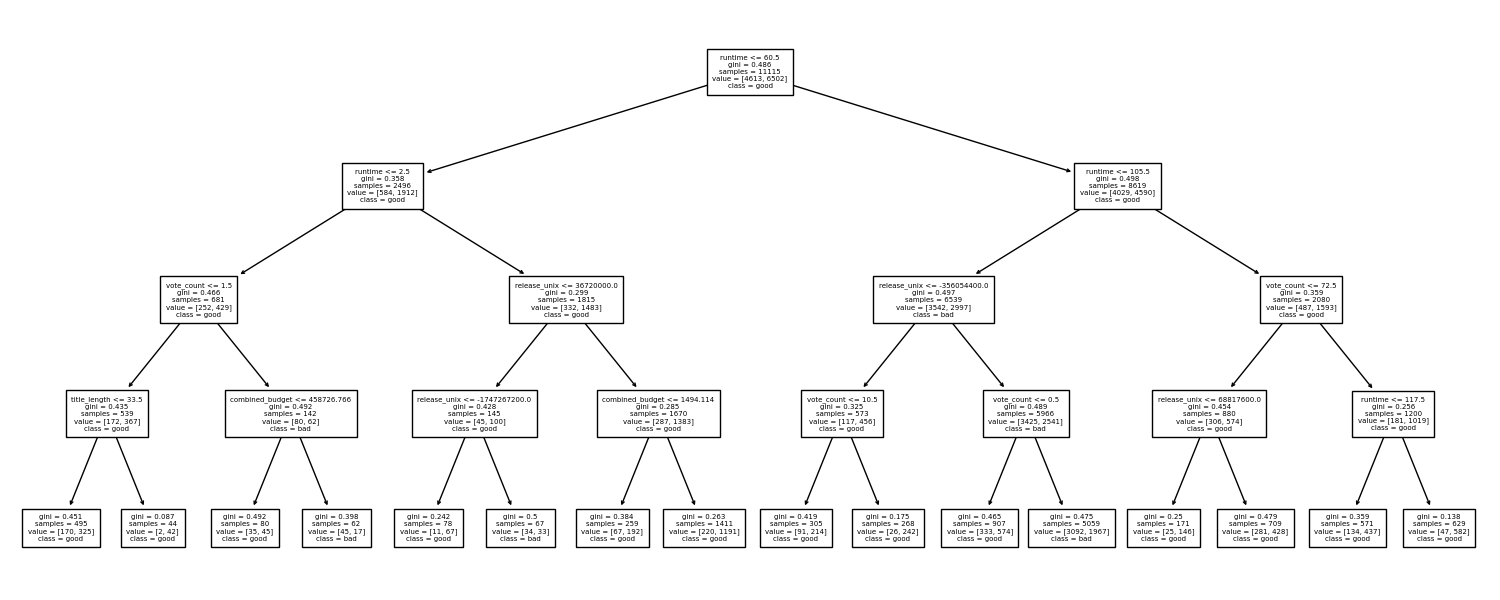 runtime <= 60.5
gini = 0.486
samples = 11115
value = [4613, 6502]
class = good
runtime <= 2.5
gini = 0.358
samples = 2496
value = [584, 1912]
class = good
runtime <= 105.5
gini = 0.498
samples = 8619
value = [4029, 4590]
class = good
vote_count <= 1.5
gini = 0.466
samples = 681
value = [252, 429]
class = good
release_unix <= 36720000.0
gini = 0.299
samples = 1815
value = [332, 1483]
class = good
release_unix <= -356054400.0
gini = 0.497
samples = 6539
value = [3542, 2997]
class = bad
vote_count <= 72.5
gini = 0.359
samples = 2080
value = [487, 1593]
class = good
title_length <= 33.5
gini = 0.435
samples = 539
value = [172, 367]
class = good
combined_budget <= 458726.766
gini = 0.492
samples = 142
value = [80, 62]
class = bad
release_unix <= -1747267200.0
gini = 0.428
samples = 145
value = [45, 100]
class = good
combined_budget <= 1494.114
gini = 0.285
samples = 1670
value = [287, 1383]
class = good
vote_count <= 10.5
gini = 0.325
samples = 573
value = [117, 456]
class = good
vote_count <= 0.5
gini = 0.489
samples = 5966
value = [3425, 2541]
class = bad
release_unix <= 68817600.0
gini = 0.454
samples = 880
value = [306, 574]
class = good
runtime <= 117.5
gini = 0.256
samples = 1200
value = [181, 1019]
class = good
gini = 0.451
samples = 495
value = [170, 325]
class = good
gini = 0.087
samples = 44
value = [2, 42]
class = good
gini = 0.492
samples = 80
value = [35, 45]
class = good
gini = 0.398
samples = 62
value = [45, 17]
class = bad
gini = 0.242
samples = 78
value = [11, 67]
class = good
gini = 0.5
samples = 67
value = [34, 33]
class = bad
gini = 0.384
samples = 259
value = [67, 192]
class = good
gini = 0.263
samples = 1411
value = [220, 1191]
class = good
gini = 0.419
samples = 305
value = [91, 214]
class = good
gini = 0.175
samples = 268
value = [26, 242]
class = good
gini = 0.465
samples = 907
value = [333, 574]
class = good
gini = 0.475
samples = 5059
value = [3092, 1967]
class = bad
gini = 0.25
samples = 171
value = [25, 146]
class = good
gini = 0.479
samples = 709
value = [281, 428]
class = good
gini = 0.359
samples = 571
value = [134, 437]
class = good
gini = 0.138
samples = 629
value = [47, 582]
class = good